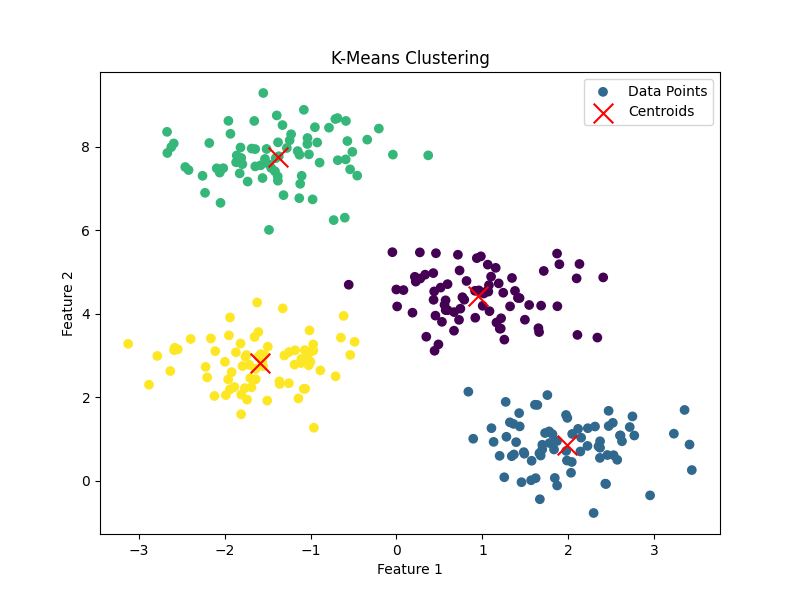 K-Means Clustering
Data Points
Centroids
8
6
4
2
0
Feature 2
−3
−2
−1
0
1
2
3
Feature 1